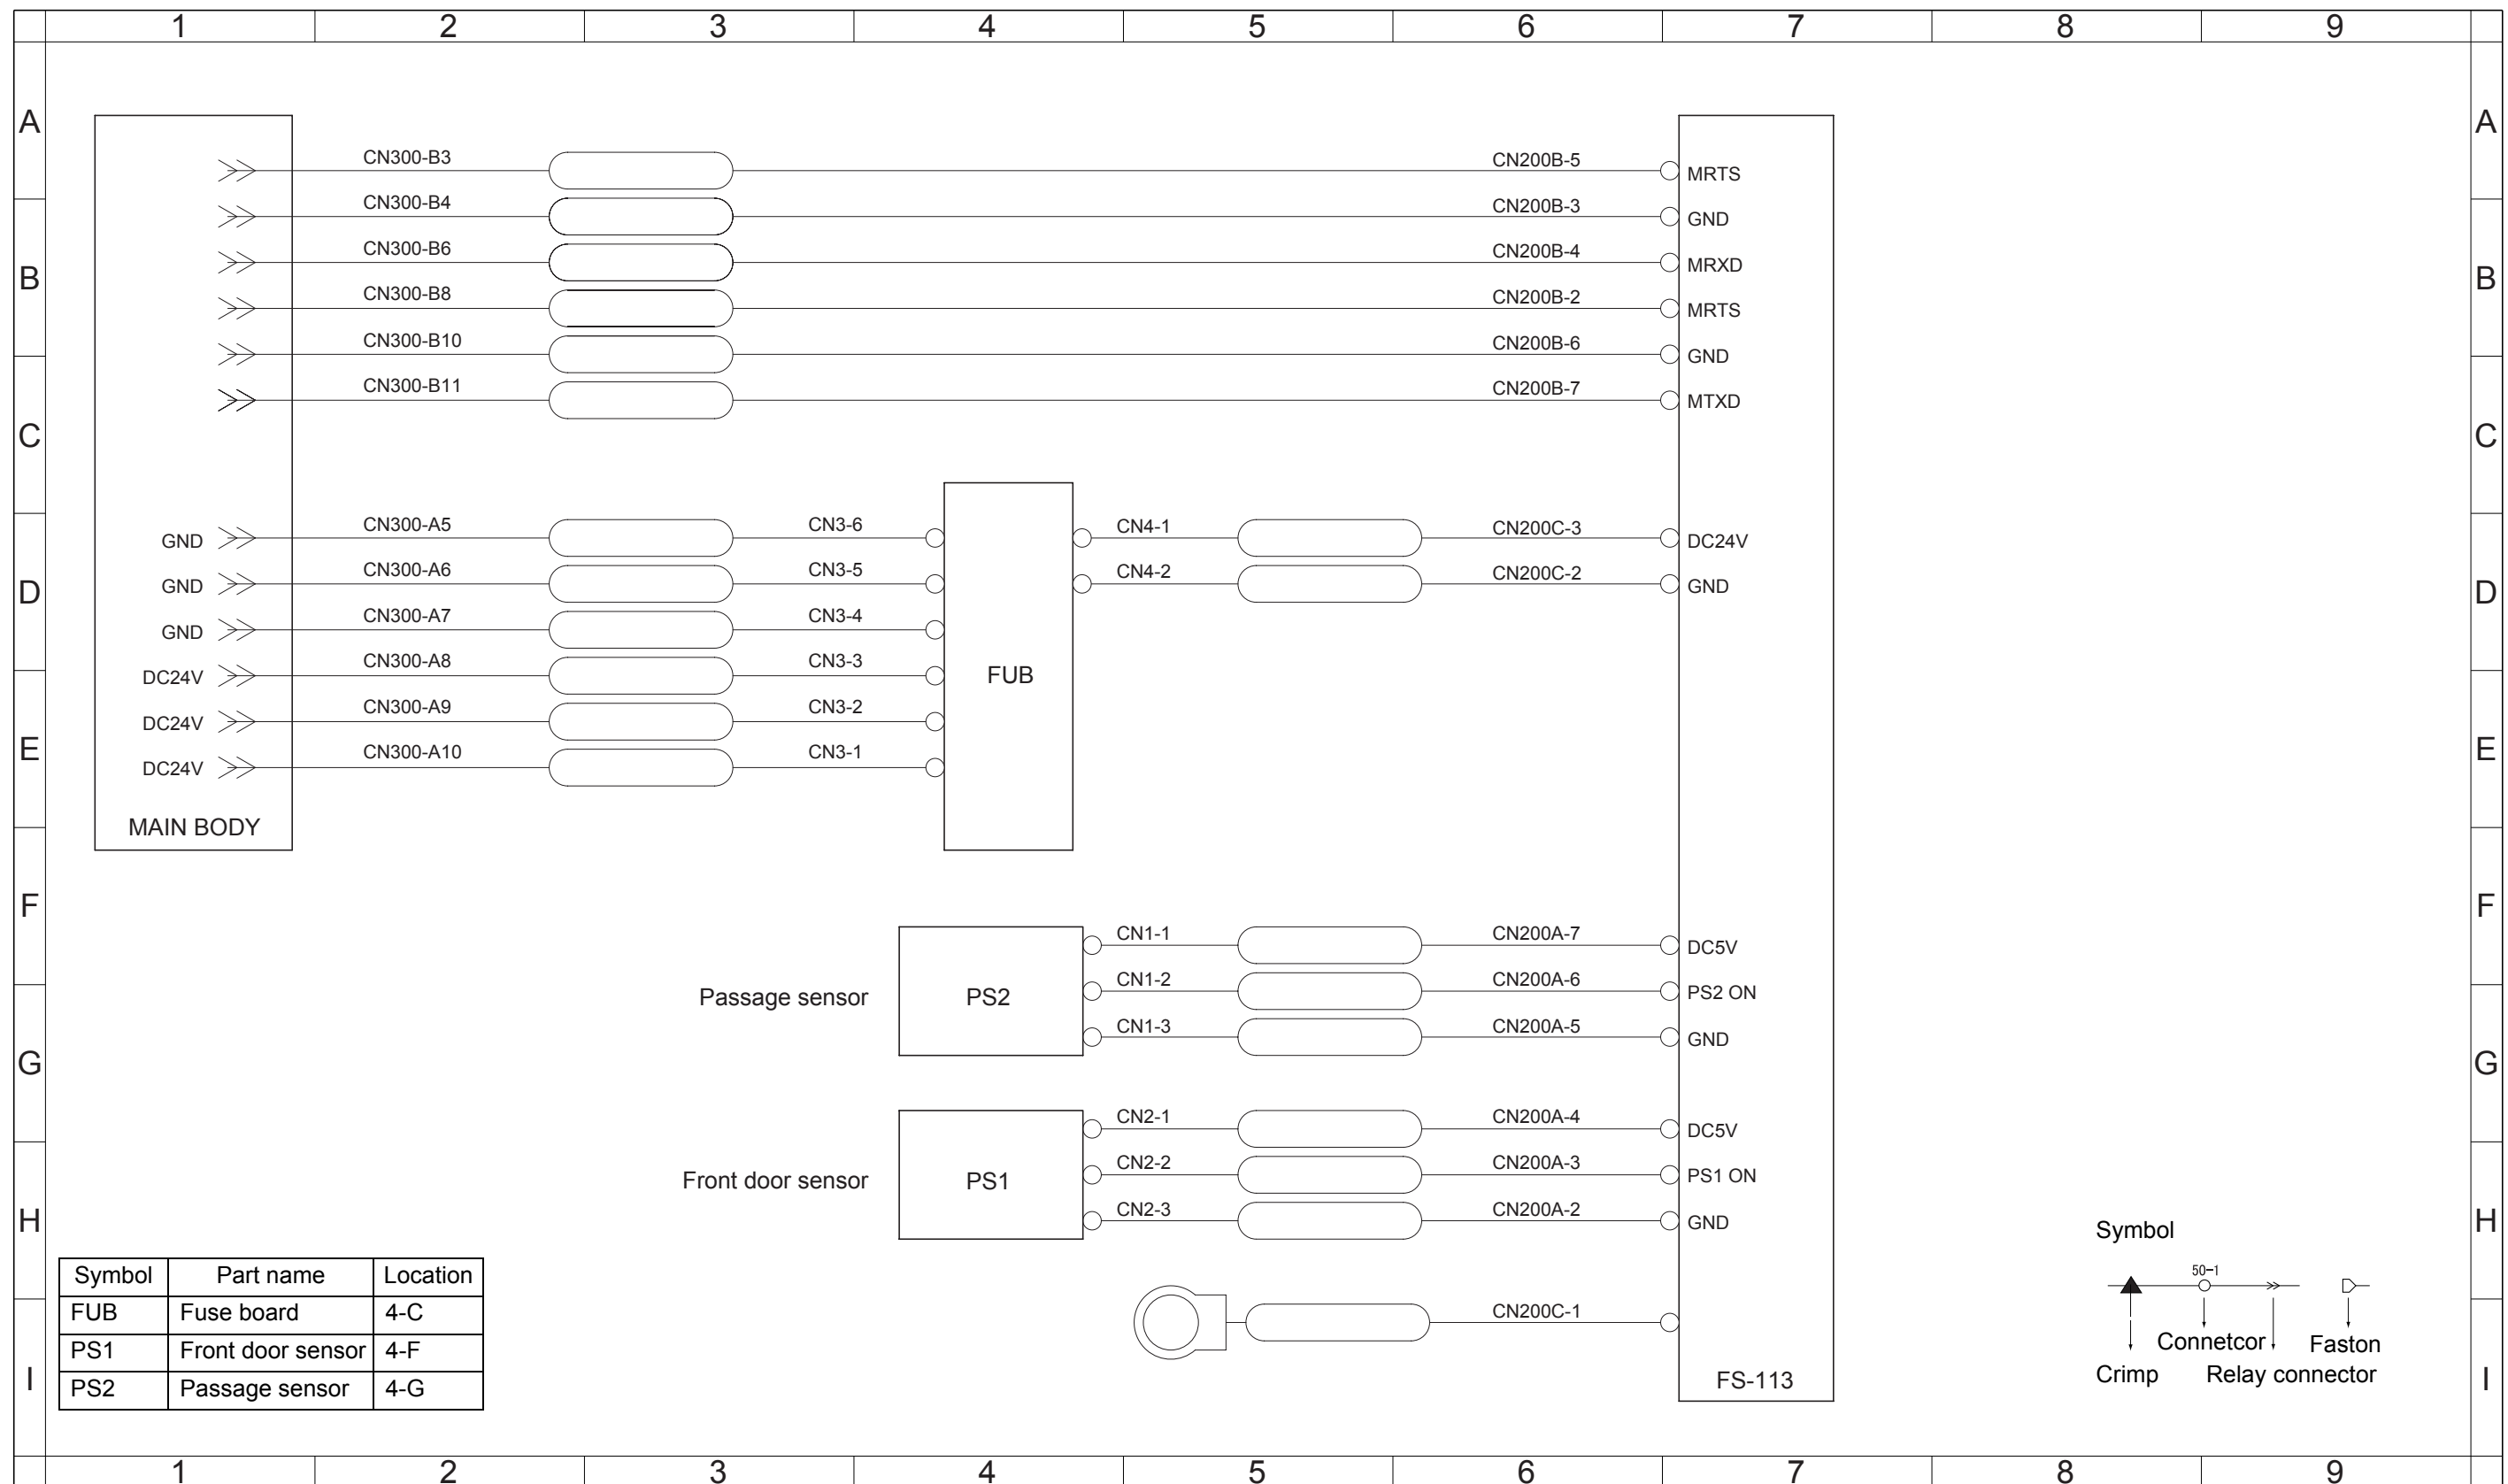 1 2 3 4 5 6 7 8 9
A A
CN300-B3 CN200B-5 MRTS
CN300-B4 CN200B-3 GND
CN300-B6 CN200B-4 MRXD
B B
CN300-B8 CN200B-2 MRTS
CN300-B10 CN200B-6 GND
CN300-B11 CN200B-7 MTXD
C C
GND CN300-A5 CN3-6 CN4-1 CN200C-3 DC24V
GND CN300-A6 CN3-5 CN4-2 CN200C-2 GND
D D
GND CN300-A7 CN3-4
DC24V CN300-A8 CN3-3 FUB
DC24V CN300-A9 CN3-2
E E
DC24V CN300-A10 CN3-1
MAIN BODY
F F
CN1-1 CN200A-7 DC5V
Passage sensor PS2 CN1-2 CN200A-6 PS2 ON
CN1-3 CN200A-5 GND
G G
CN2-1 CN200A-4 DC5V
Front door sensor PS1 CN2-2 CN200A-3 PS1 ON
CN2-3 CN200A-2 GND
H H
CN200C-1
FS-113
Symbol Part name Location
FUB Fuse board 4-C
PS1 Front door sensor 4-F
PS2 Passage sensor 4-G
Symbol
50-1
Connetcor Faston
Crimp Relay connector
I I
1 2 3 4 5 6 7 8 9